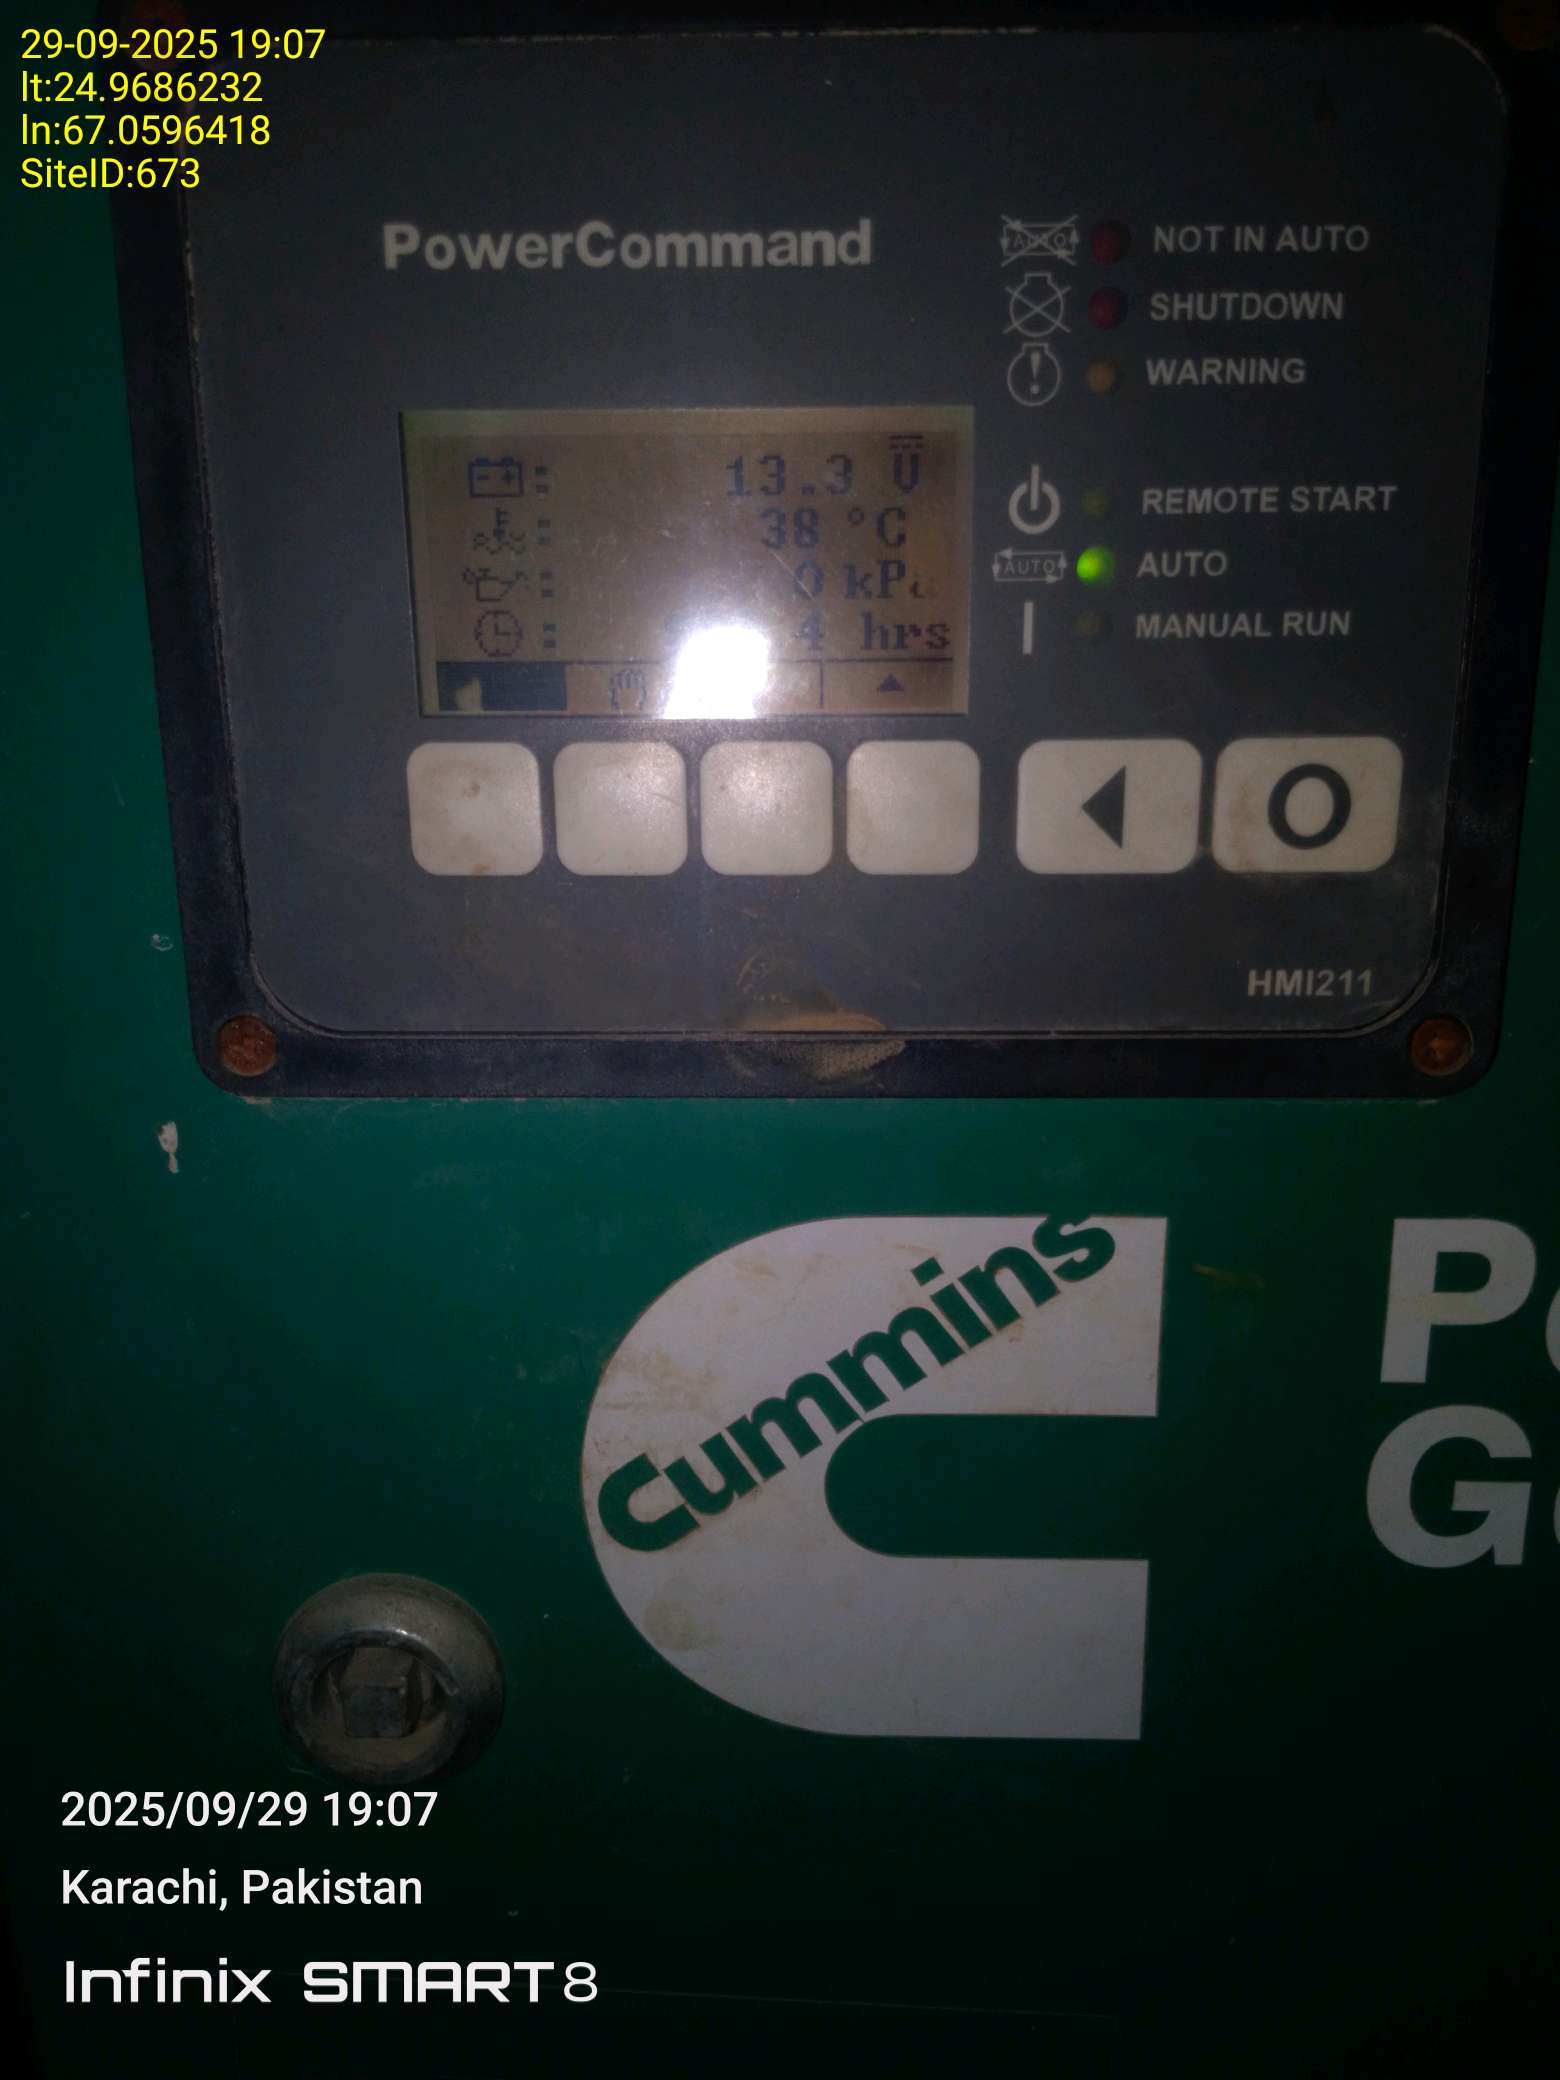 29-09-2025 19:07
lt:24.9686232
ln:67.0596418
SiteID:673
PowerCommand
AUTO NOT IN AUTO
SHUTDOWN
! WARNING
13.3 V
38 °C
0 kPa
4 hrs
REMOTE START
AUTO AUTO
MANUAL RUN
HMI211
Cummins
2025/09/29 19:07
Karachi, Pakistan
Infinix SMART 8